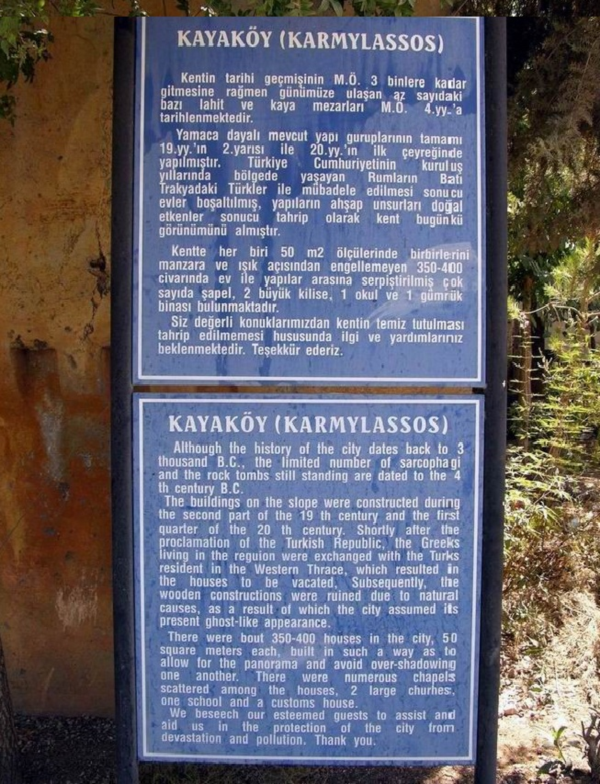 KAYAKÖY (KARMYLASSOS)
Kentin tarihi geçmişinin M.Ö. 3 binlere kadar
gitmesine rağmen günümüze ulaşan az sayıdaki
bazı lahit ve kaya mezarları M.Ö. 4.yy.'a
tarihlenmektedir.
Yamaca dayalı mevcut yapı guruplarının tamamı
19.yy.'ın 2.yarısı ile 20.yy.'ın ilk çeyreğinde
yapılmıştır. Türkiye Cumhuriyetinin kuruluş
yıllarında bölgede yaşayan Rumların Batı
Trakyadaki Türkler ile mübadele edilmesi sonucu
evler boşaltılmış, yapıların ahşap unsurları doğal
etkenler sonucu tahrip olarak kent bugünkü
görünümünü almıştır.
Kentte her biri 50 m2 ölçülerinde birbirlerini
manzara ve ışık açısından engellemeyen 350-400
civarında ev ile yapılar arasına serpiştirilmiş çok
sayıda şapel, 2 büyük kilise, 1 okul ve 1 gümrük
binası bulunmaktadır.
Siz değerli konuklarımızdan kentin temiz tutulması
tahrip edilmemesi hususunda ilgi ve yardımlarınız
beklenmektedir. Teşekkür ederiz.
KAYAKÖY (KARMYLASSOS)
Although the history of the city dates back to 3
thousand B.C., the limited number of sarcophagi
and the rock tombs still standing are dated to the 4
th century B.C.
The buildings on the slope were constructed during
the second part of the 19 th century and the first
quarter of the 20 th century. Shortly after the
proclamation of the Turkish Republic, the Greeks
living in the reguion were exchanged with the Turks
resident in the Western Thrace, which resulted in
the houses to be vacated. Subsequently, the
wooden constructions were ruined due to natural
causes, as a result of which the city assumed its
present ghost-like appearance.
There were bout 350-400 houses in the city, 50
square meters each, built in such a way as to
allow for the panorama and avoid over-shadowing
one another. There were numerous chapels
scattered among the houses, 2 large churhes,
one school and a customs house.
We beseech our esteemed guests to assist and
aid us in the protection of the city from
devastation and pollution. Thank you.